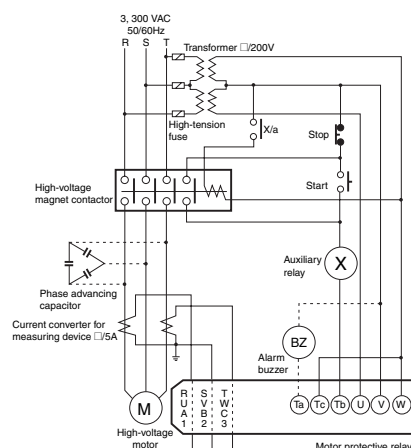 3, 300 VAC
50/60Hz
R S T
Transformer □/200V
High-tension
fuse
X/a
Stop
Start
High-voltage
magnet contactor
Auxiliary
relay
X
Phase advancing
capacitor
Current converter for
measuring device □/5A
BZ
Alarm
buzzer
R S T
U V W
A B C
1 2 3
Ta Tc Tb U V W
M
High-voltage
motor
Motor protective relay